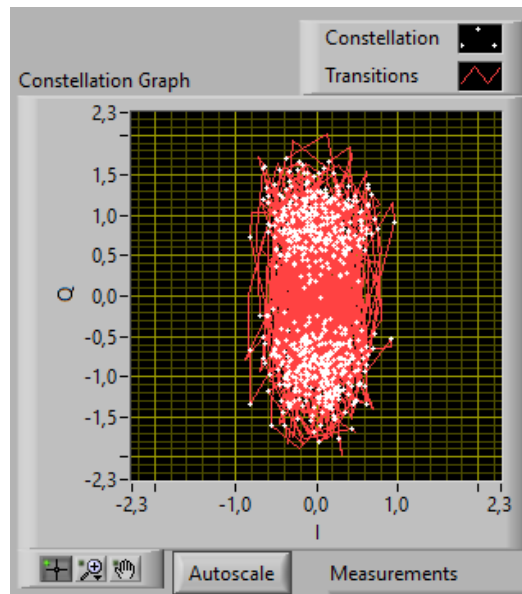 Constellation
Transitions
Constellation Graph
2,3
1,5
1,0
0,5
0,0
-0,5
-1,0
-1,5
-2,3
Q
-2,3 -1,0 0,0 1,0 2,3
I
Autoscale
Measurements